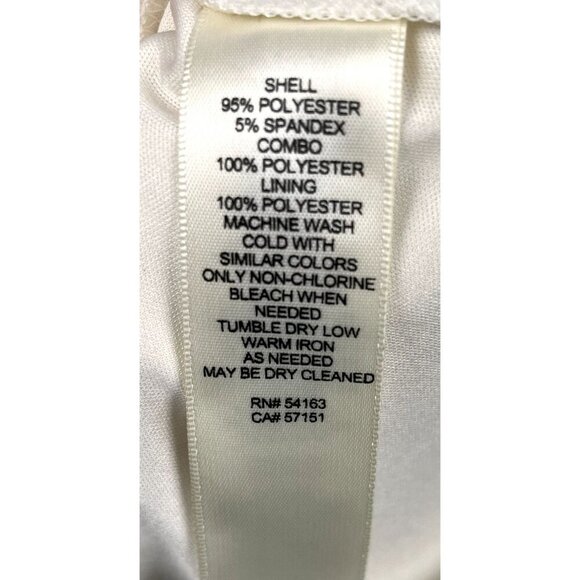 SHELL
95% POLYESTER
5% SPANDEX
COMBO
100% POLYESTER
LINING
100% POLYESTER
MACHINE WASH
COLD WITH
SIMILAR COLORS
ONLY NON-CHLORINE
BLEACH WHEN
NEEDED
TUMBLE DRY LOW
WARM IRON
AS NEEDED
MAY BE DRY CLEANED
RN# 54163
CA# 57151